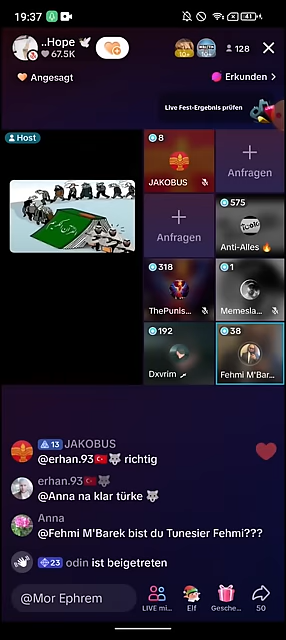 19:37
41
..Hope 🕊
67.5K
10+
10+
128
Angesagt
Erkunden >
Live Fest-Ergebnis prüfen
Host
8
JAKOBUS
+
Anfragen
+
Anfragen
575
Anti-Alles 🔥
318
ThePunis...
1
Memesla...
192
Dxvrim
38
Fehmi M'Bar...
13 JAKOBUS
@erhan.93🇹🇷🐺 richtig
erhan.93🇹🇷🐺
@Anna na klar türke 🐺
Anna
@Fehmi M'Barek bist du Tunesier Fehmi???
23 odin ist beigetreten
@Mor Ephrem
LIVE mi...
Elf
Gesche...
50